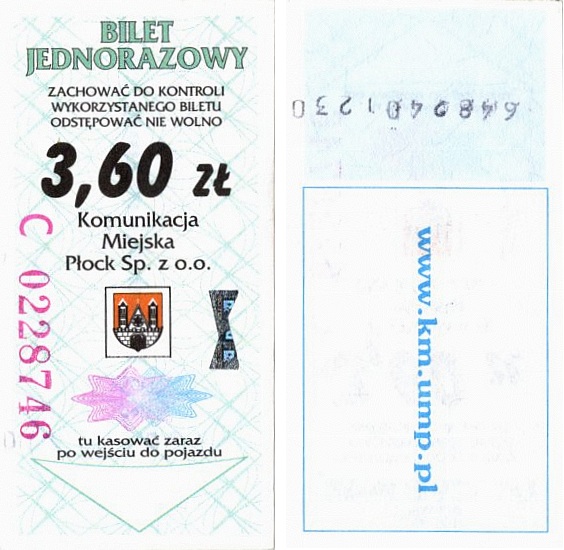 BILET
JEDNORAZOWY
ZACHOWAĆ DO KONTROLI
WYKORZYSTANEGO BILETU
ODSTĘPOWAĆ NIE WOLNO
3,60 ZŁ
Komunikacja
Miejska
Płock Sp. z o.o.
C 0228746
tu kasować zaraz
po wejściu do pojazdu
www.km.ump.pl